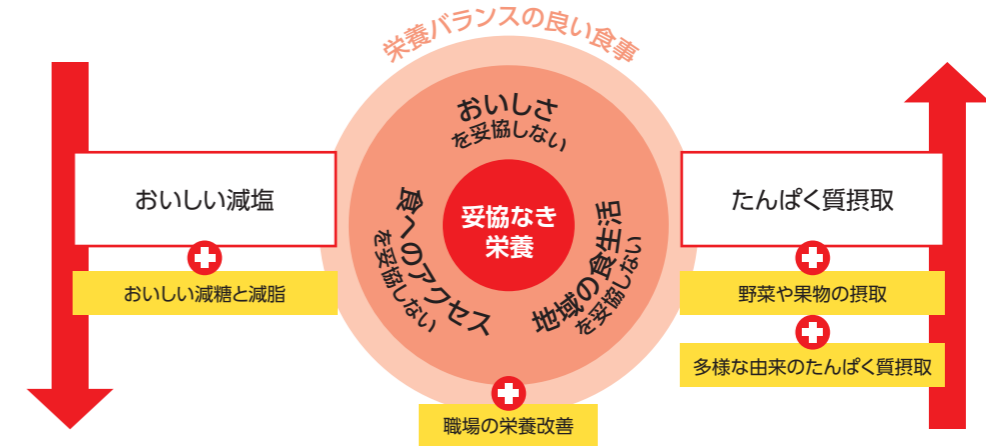 栄養バランスの良い食事
おいしさ
を妥協しない
食へのアクセス
を妥協しない
地域の食生活
を妥協しない
妥協なき
栄養
おいしい減塩
おいしい減糖と減脂
たんぱく質摂取
野菜や果物の摂取
多様な由来のたんぱく質摂取
職場の栄養改善